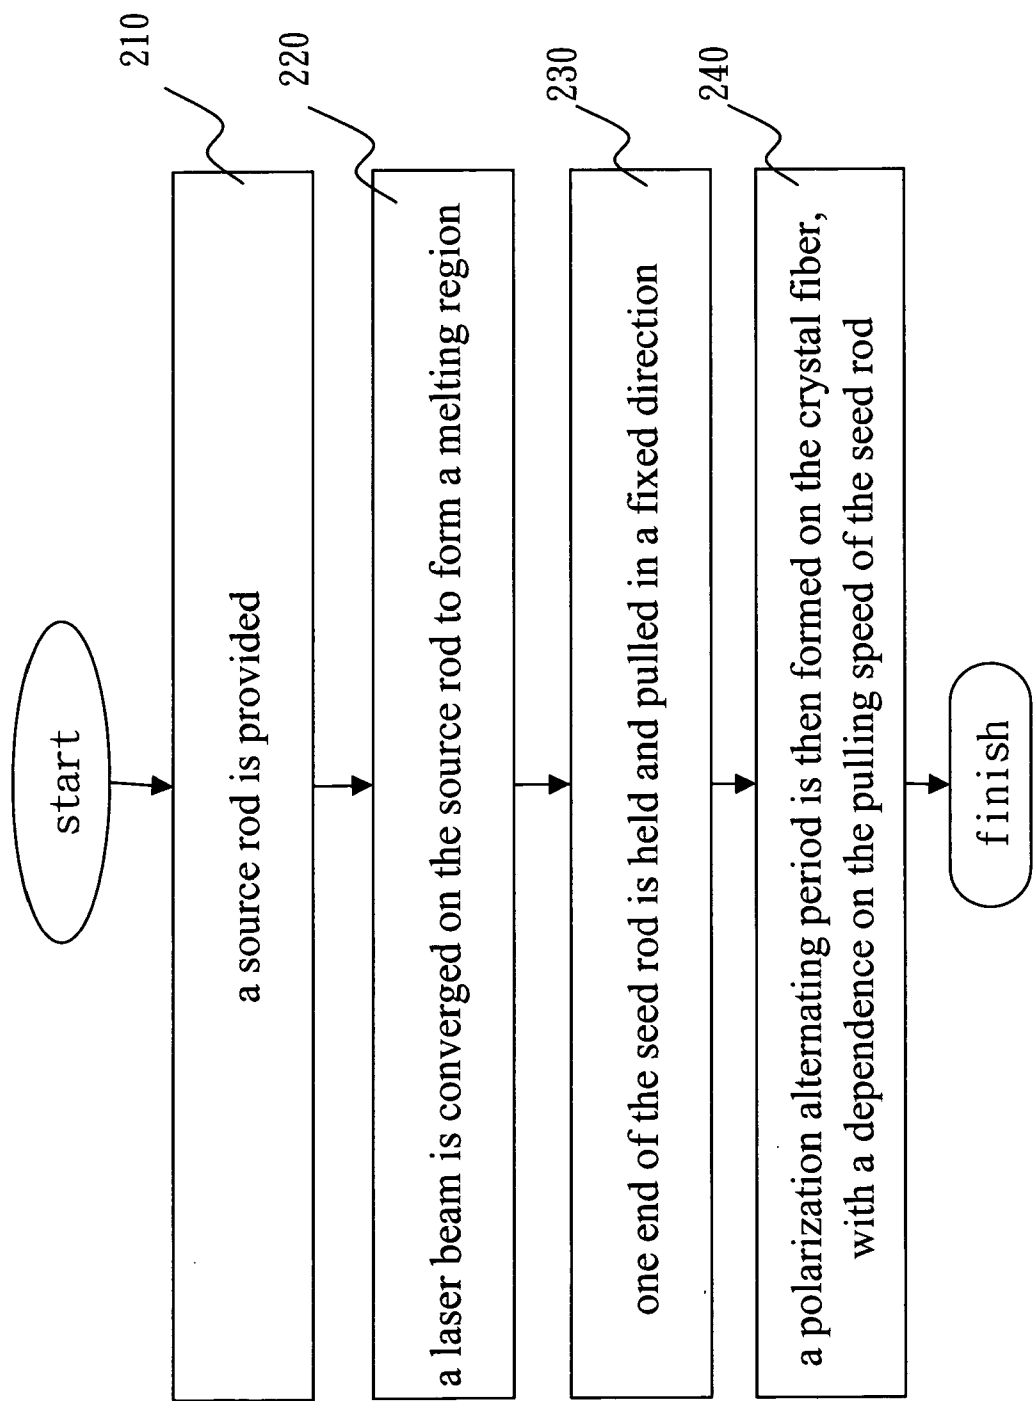 start
210
a source rod is provided
220
a laser beam is converged on the source rod to form a melting region
230
one end of the seed rod is held and pulled in a fixed direction
240
a polarization alternating period is then formed on the crystal fiber,
with a dependence on the pulling speed of the seed rod
finish